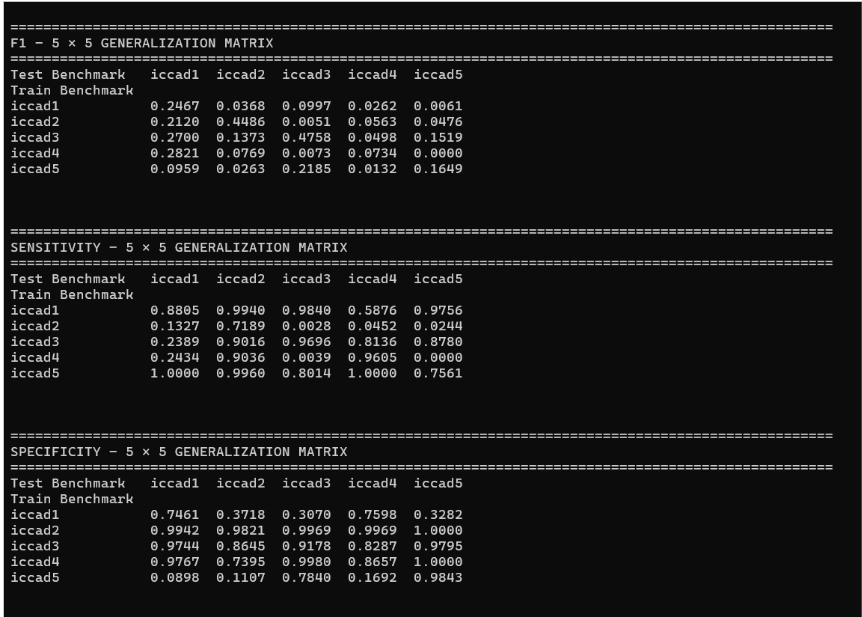 ====================================================================================================
F1 – 5 × 5 GENERALIZATION MATRIX
====================================================================================================
Test Benchmark   iccad1  iccad2  iccad3  iccad4  iccad5
Train Benchmark
iccad1           0.2467  0.0368  0.0997  0.0262  0.0061
iccad2           0.2120  0.4486  0.0051  0.0563  0.0476
iccad3           0.2700  0.1373  0.4758  0.0498  0.1519
iccad4           0.2821  0.0769  0.0073  0.0734  0.0000
iccad5           0.0959  0.0263  0.2185  0.0132  0.1649
====================================================================================================
SENSITIVITY – 5 × 5 GENERALIZATION MATRIX
====================================================================================================
Test Benchmark   iccad1  iccad2  iccad3  iccad4  iccad5
Train Benchmark
iccad1           0.8805  0.9940  0.9840  0.5876  0.9756
iccad2           0.1327  0.7189  0.0028  0.0452  0.0244
iccad3           0.2389  0.9016  0.9696  0.8136  0.8780
iccad4           0.2434  0.9036  0.0039  0.9605  0.0000
iccad5           1.0000  0.9960  0.8014  1.0000  0.7561
====================================================================================================
SPECIFICITY – 5 × 5 GENERALIZATION MATRIX
====================================================================================================
Test Benchmark   iccad1  iccad2  iccad3  iccad4  iccad5
Train Benchmark
iccad1           0.7461  0.3718  0.3070  0.7598  0.3282
iccad2           0.9942  0.9821  0.9969  0.9969  1.0000
iccad3           0.9744  0.8645  0.9178  0.8287  0.9795
iccad4           0.9767  0.7395  0.9980  0.8657  1.0000
iccad5           0.0898  0.1107  0.7840  0.1692  0.9843